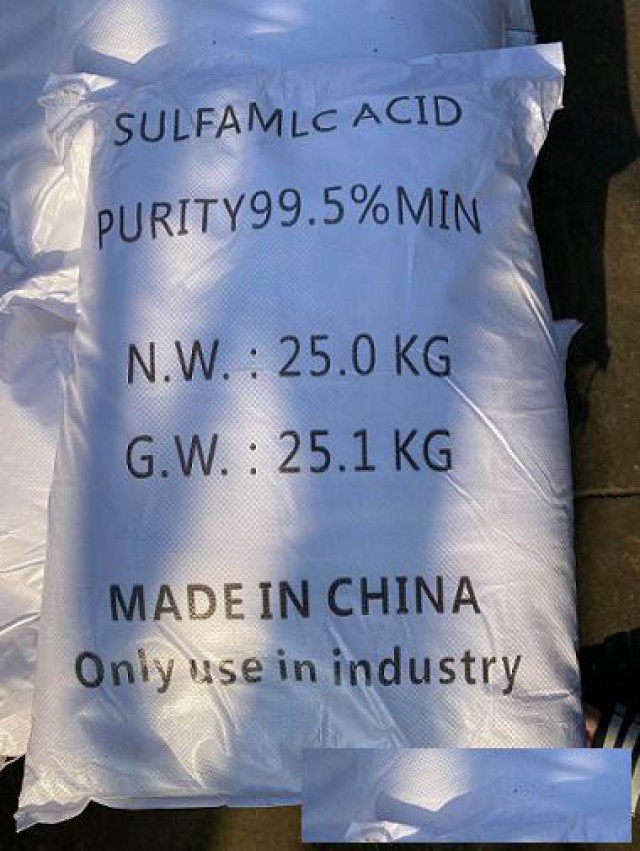 SULFAMLC ACID
PURITY99.5%MIN
N.W. : 25.0 KG
G.W. : 25.1 KG
MADE IN CHINA
Only use in industry